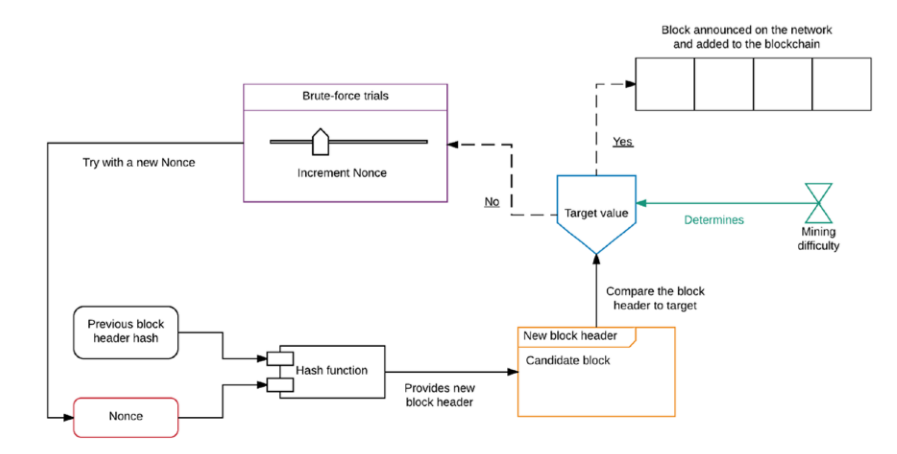 Block announced on the network
and added to the blockchain
Brute-force trials
Increment Nonce
Try with a new Nonce
Yes
No
Target value
Determines
Mining
difficulty
Compare the block
header to target
Previous block
header hash
Nonce
Hash function
Provides new
block header
New block header
Candidate block